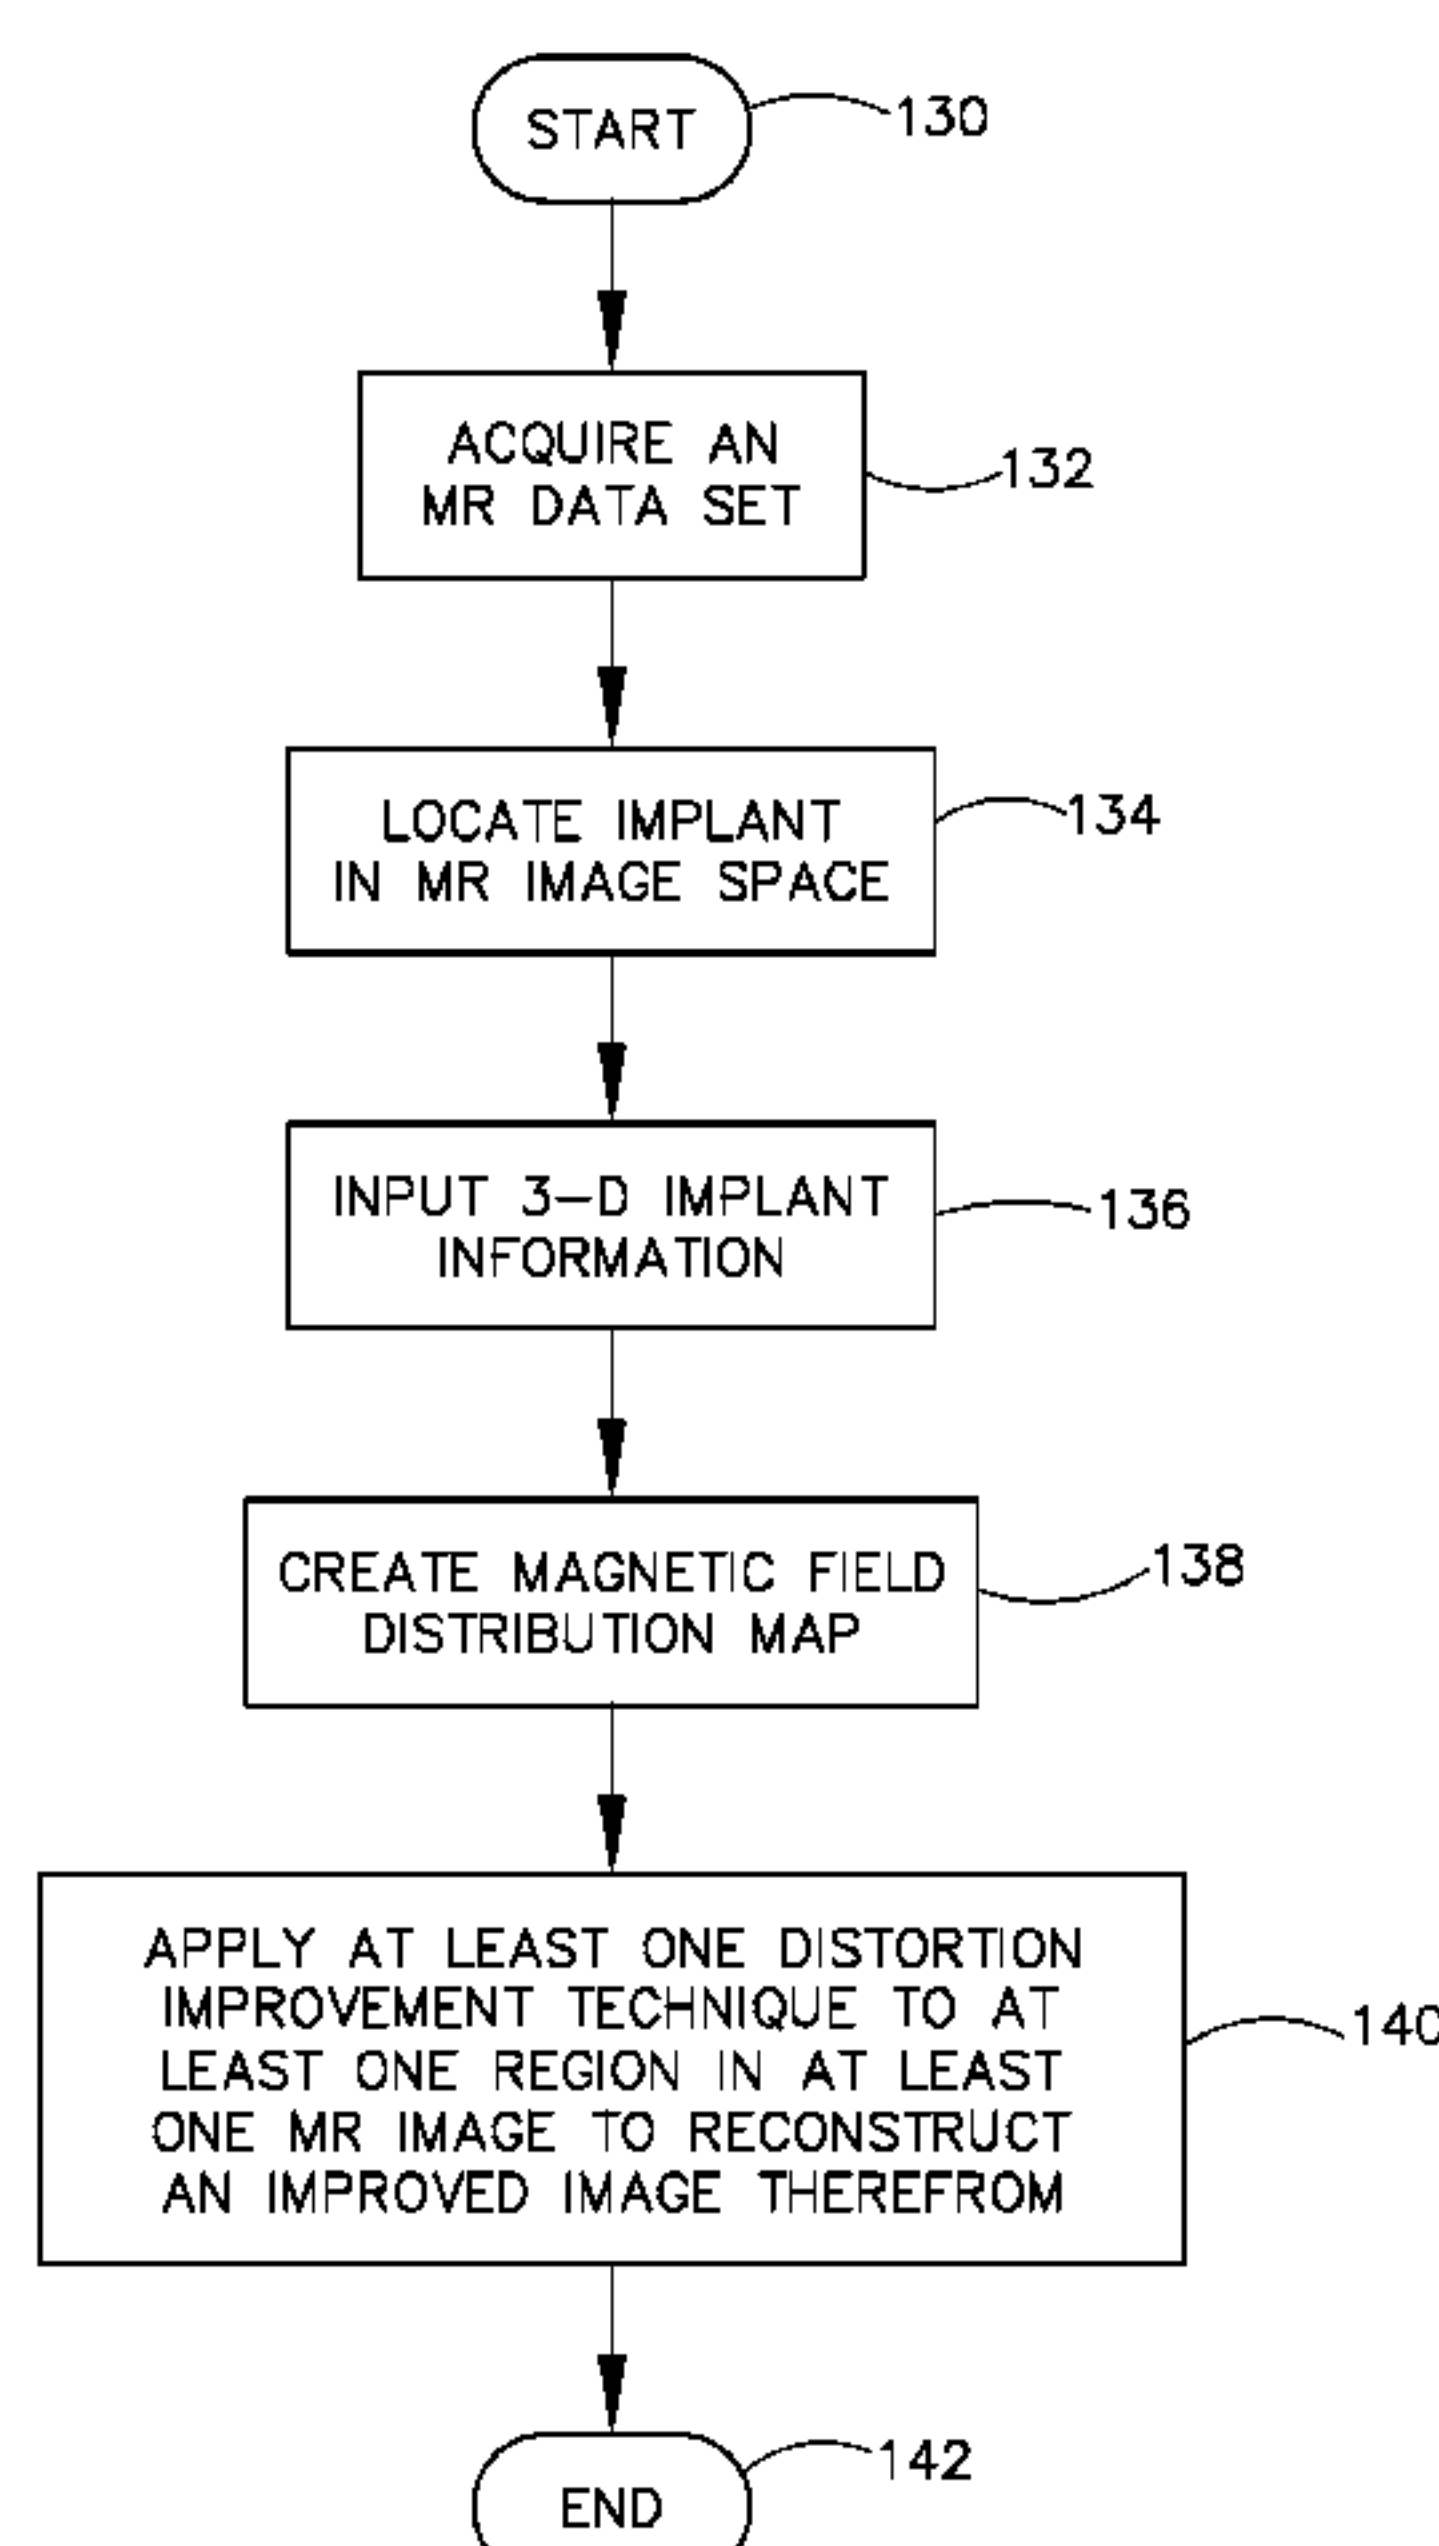 START
130
ACQUIRE AN
MR DATA SET
132
LOCATE IMPLANT
IN MR IMAGE SPACE
134
INPUT 3-D IMPLANT
INFORMATION
136
CREATE MAGNETIC FIELD
DISTRIBUTION MAP
138
APPLY AT LEAST ONE DISTORTION
IMPROVEMENT TECHNIQUE TO AT
LEAST ONE REGION IN AT LEAST
ONE MR IMAGE TO RECONSTRUCT
AN IMPROVED IMAGE THEREFROM
140
END
142